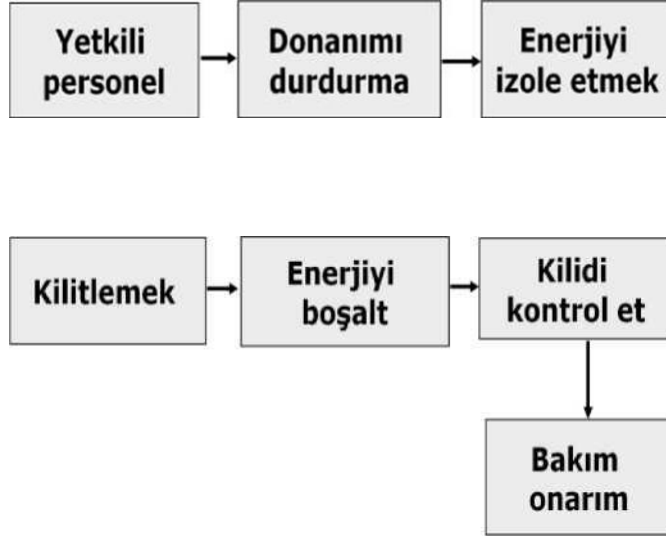 Yetkili
personel
Donanımı
durdurma
Enerjiyi
izole etmek
Kilitlemek
Enerjiyi
boşalt
Kilidi
kontrol et
Bakım
onarım